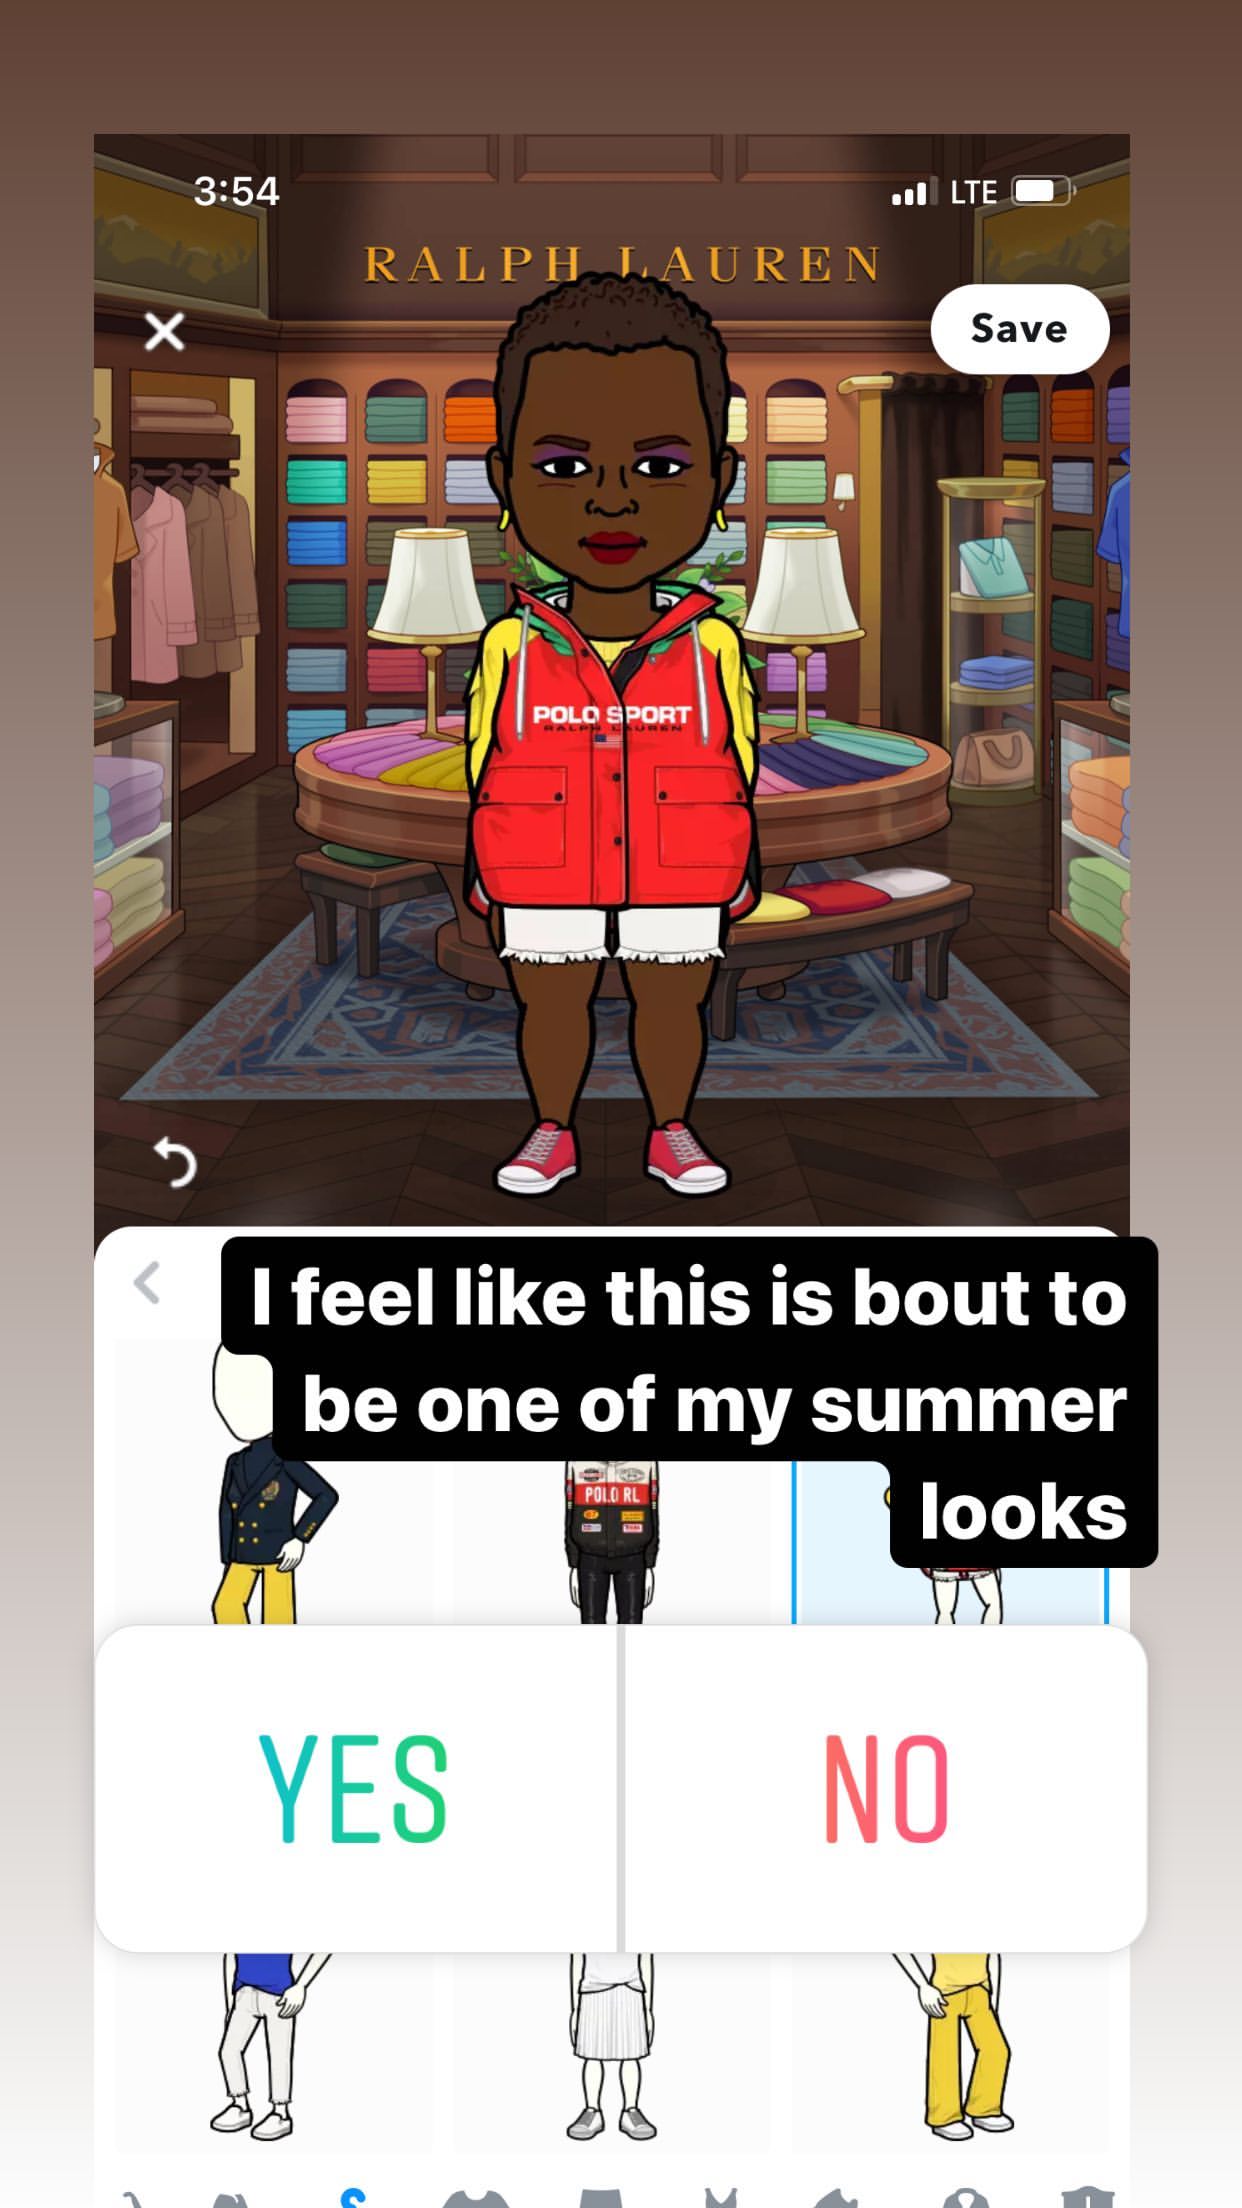 3:54
LTE
RALPH LAUREN
Save
POLO SPORT
RALPH LAUREN
I feel like this is bout to
be one of my summer
looks
POLO RL
YES
NO